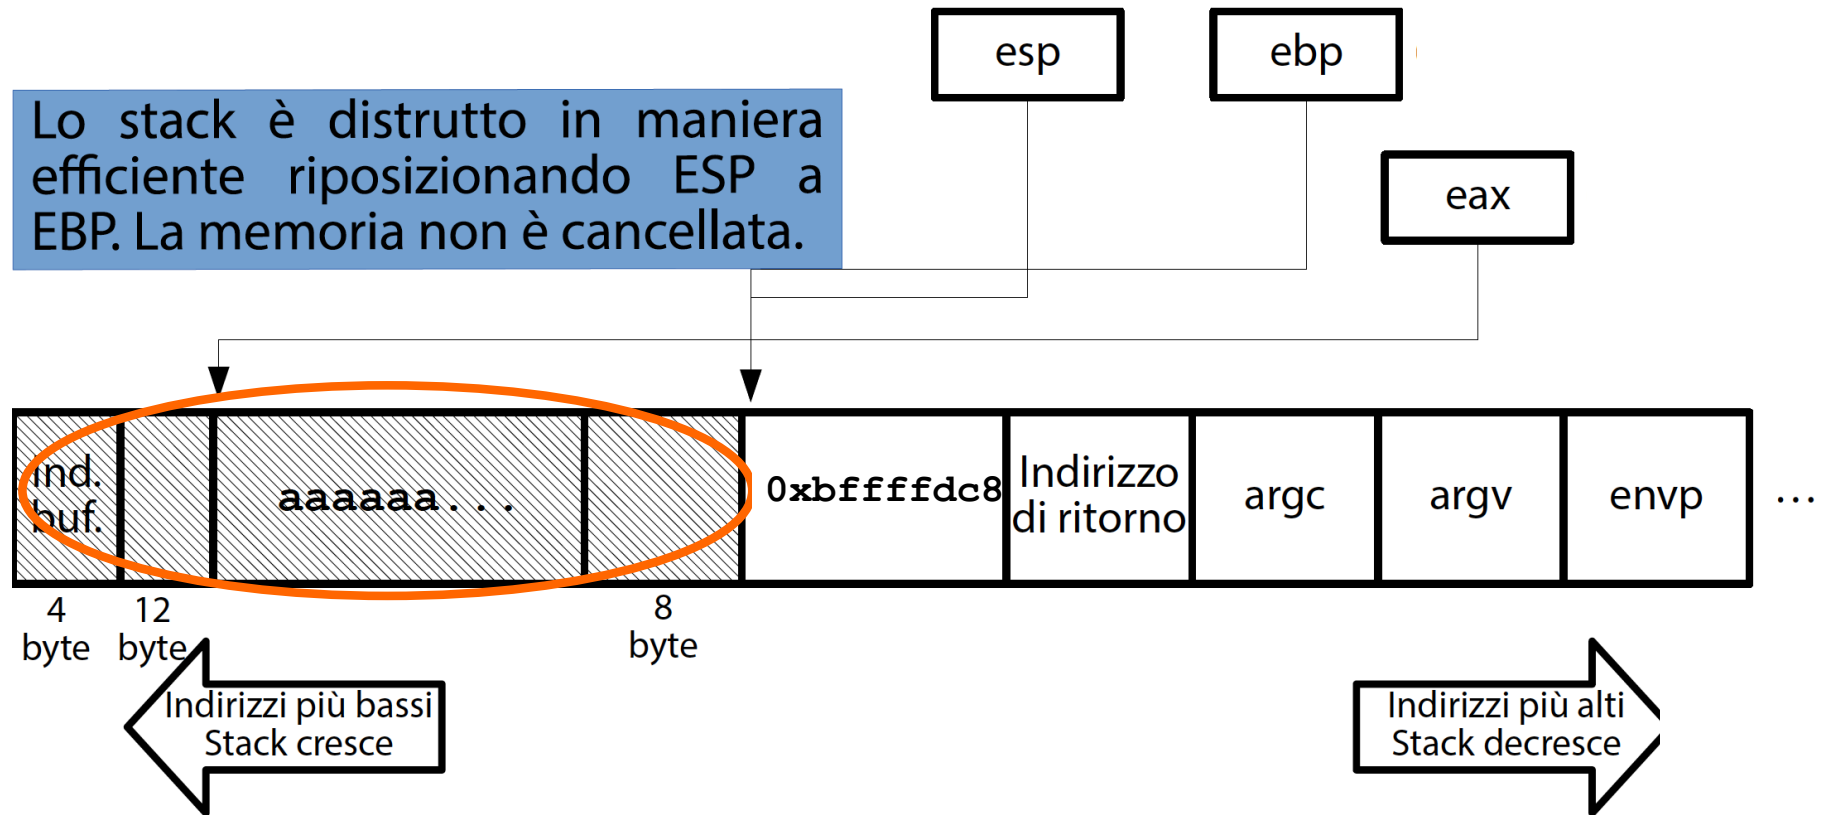 esp
ebp
Lo stack è distrutto in maniera
efficiente riposizionando ESP a
EBP. La memoria non è cancellata.
eax
Ind.
buf.
aaaaaa...
0xbffffdc8
Indirizzo
di ritorno
argc
argv
envp
...
4
byte
12
byte
8
byte
Indirizzi più bassi
Stack cresce
Indirizzi più alti
Stack decresce